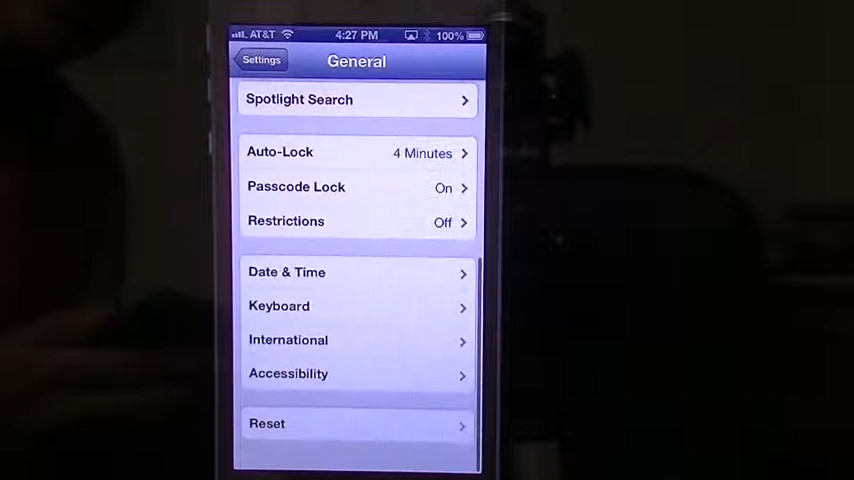 AT&T 4:27 PM 100%
Settings General
Spotlight Search
Auto-Lock 4 Minutes
Passcode Lock On
Restrictions Off
Date & Time
Keyboard
International
Accessibility
Reset